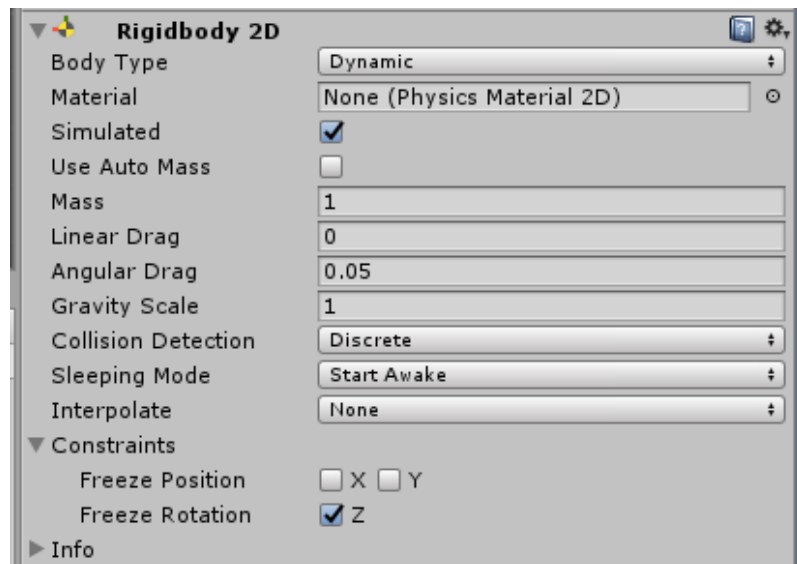 Rigidbody 2D
Body Type Dynamic
Material None (Physics Material 2D)
Simulated
Use Auto Mass
Mass 1
Linear Drag 0
Angular Drag 0.05
Gravity Scale 1
Collision Detection Discrete
Sleeping Mode Start Awake
Interpolate None
Constraints
Freeze Position X Y
Freeze Rotation Z
Info